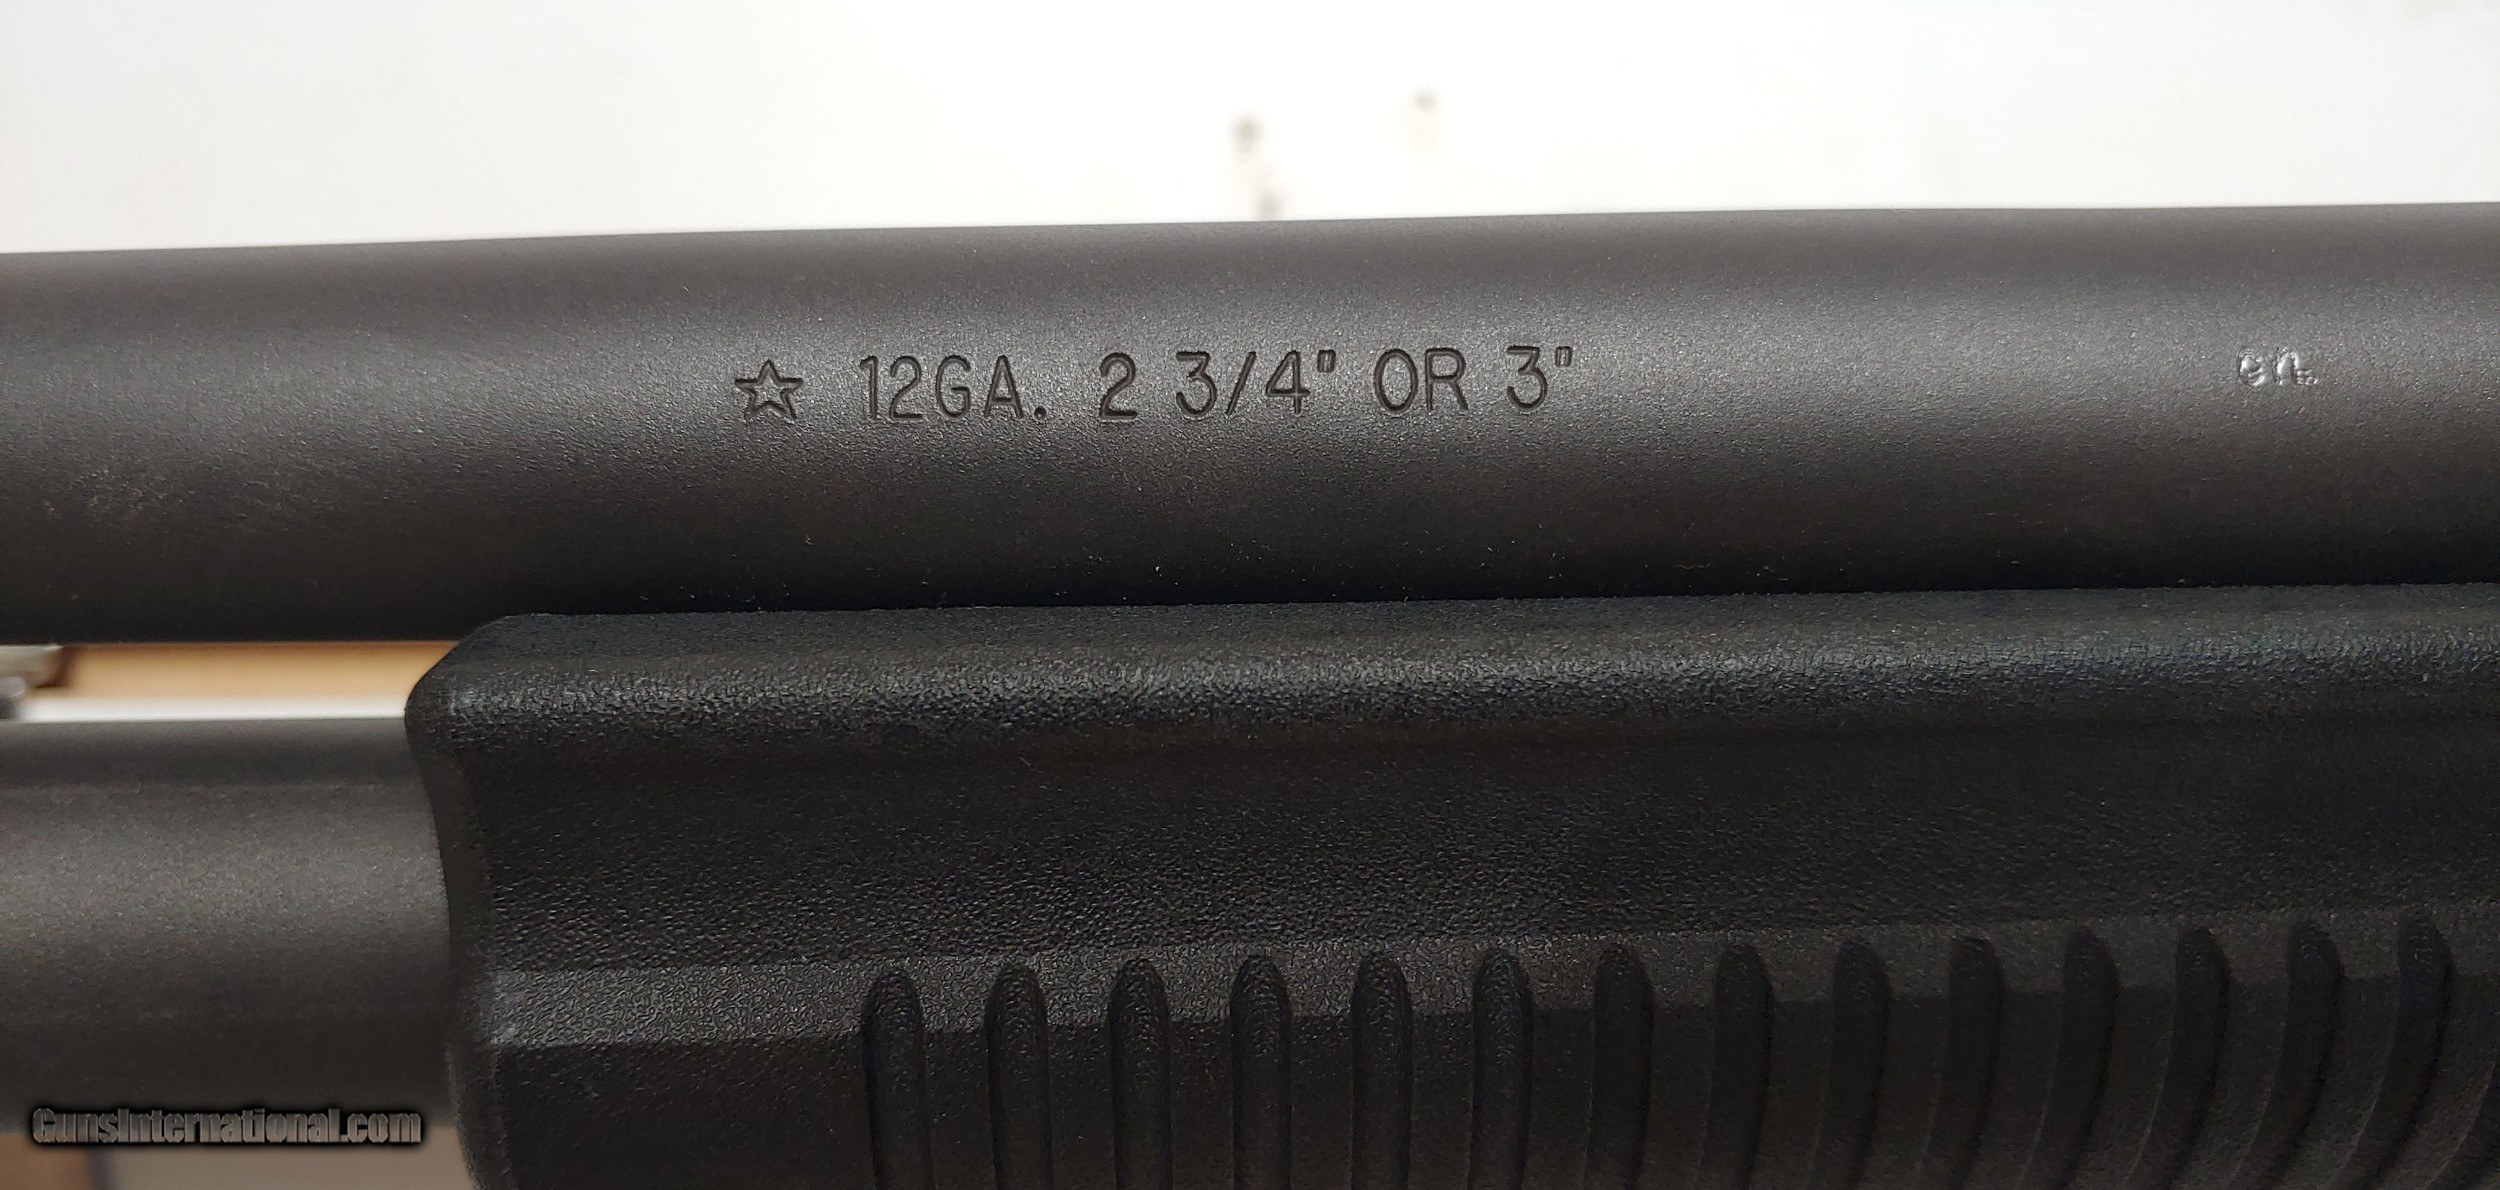 ☆ 12GA. 2 3/4" OR 3"
GunsInternational.com